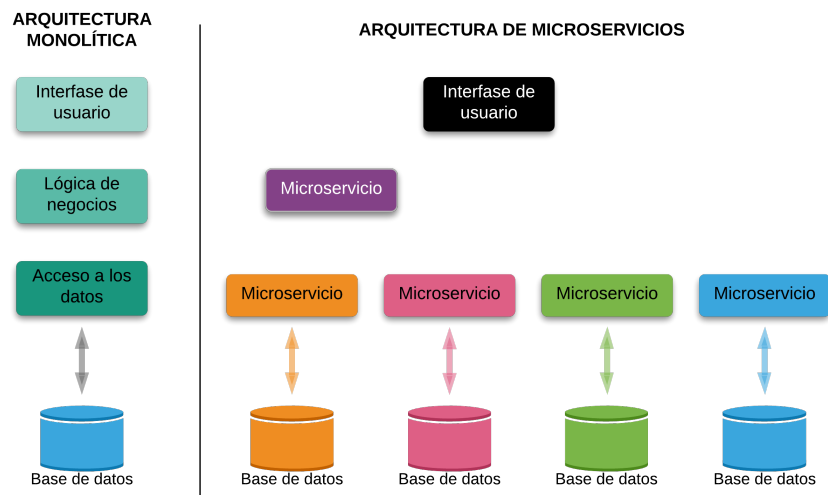 ARQUITECTURA
MONOLÍTICA
ARQUITECTURA DE MICROSERVICIOS
Interfase de
usuario
Interfase de
usuario
Lógica de
negocios
Microservicio
Acceso a los
datos
Microservicio
Microservicio
Microservicio
Microservicio
Base de datos
Base de datos
Base de datos
Base de datos
Base de datos